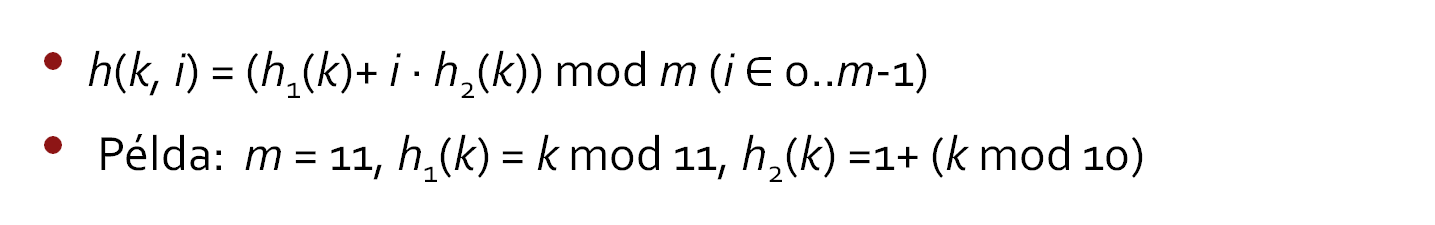 • h(k, i) = (h₁(k)+ i · h₂(k)) mod m (i ∈ 0..m-1)
• Példa: m = 11, h₁(k) = k mod 11, h₂(k) =1+ (k mod 10)